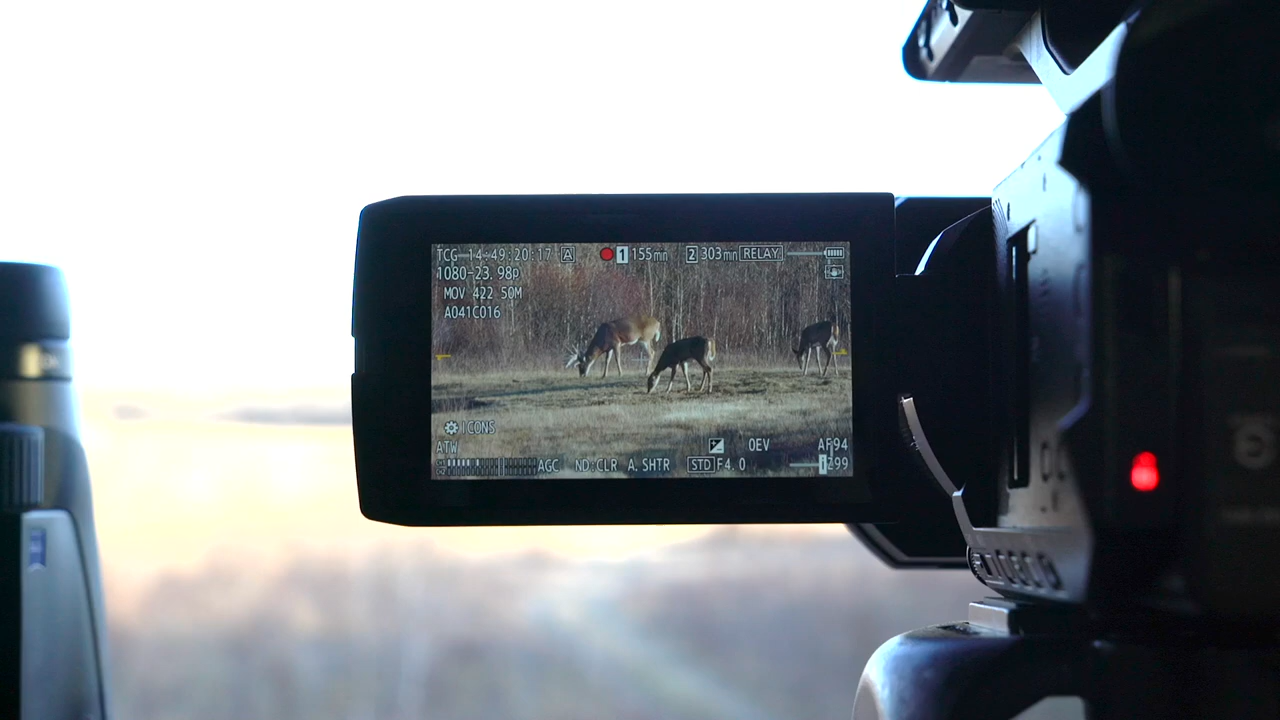 TCG 14:49:20:17 A 1 155mn 2 303mn RELAY
1080-23.98p
MOV 422 50M
A041C016
ICONS
ATW 0EV AF94
AGC ND:CLR A.SHTR STD F4.0 299